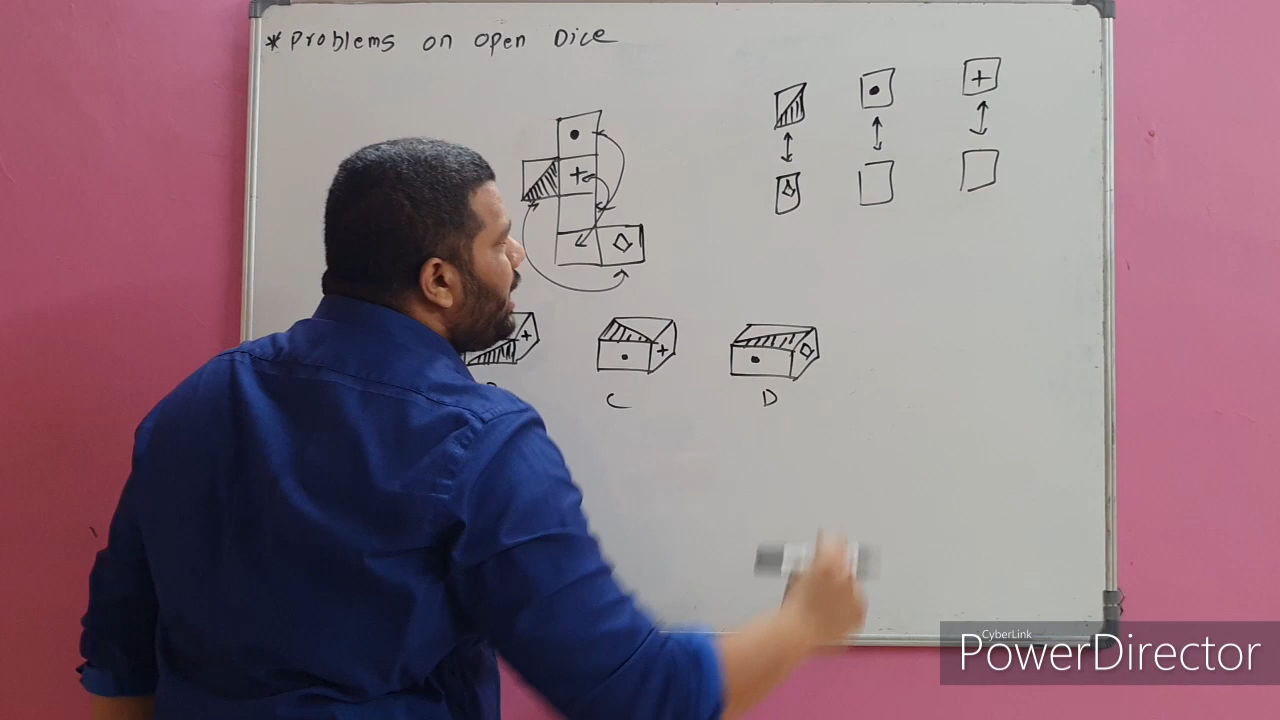 * Problems on open Dice
+
+
+ + +
C D
CyberLink
PowerDirector